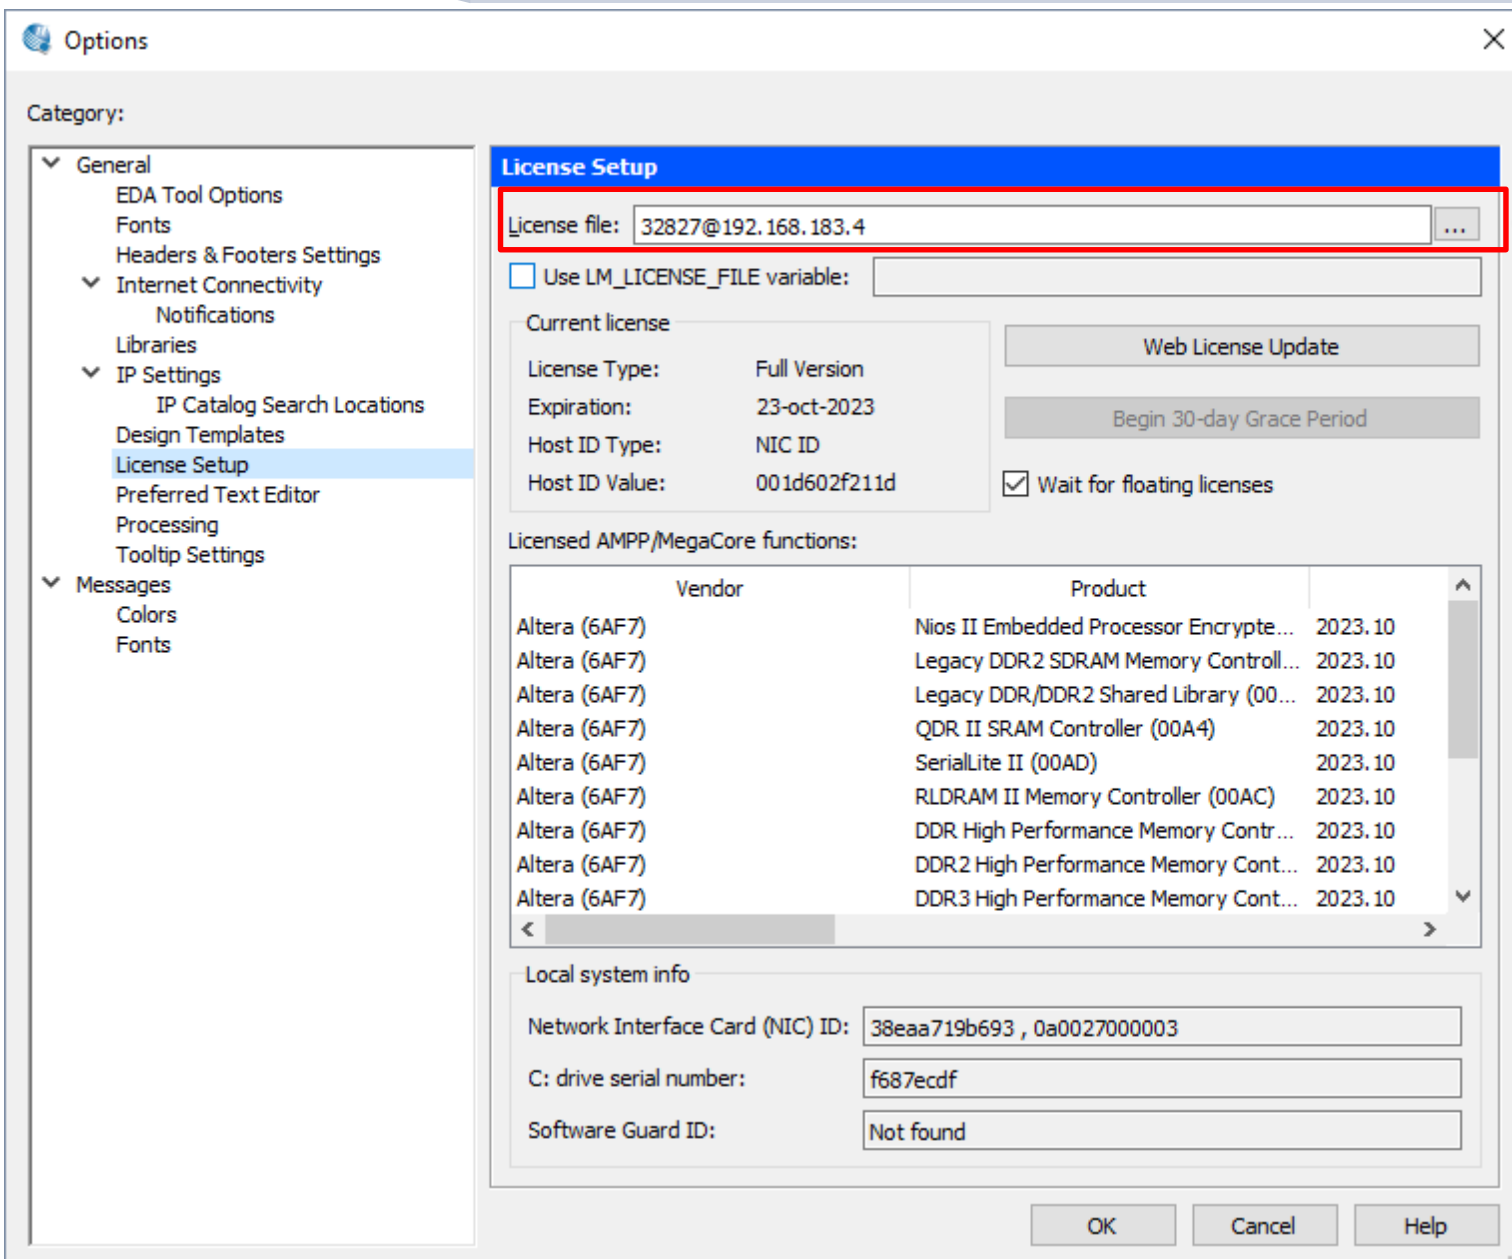 Options
Category:
General
EDA Tool Options
Fonts
Headers & Footers Settings
Internet Connectivity
Notifications
Libraries
IP Settings
IP Catalog Search Locations
Design Templates
License Setup
Preferred Text Editor
Processing
Tooltip Settings
Messages
Colors
Fonts
License Setup
License file: 32827@192.168.183.4 ...
Use LM_LICENSE_FILE variable:
Current license
License Type: Full Version
Expiration: 23-oct-2023
Host ID Type: NIC ID
Host ID Value: 001d602f211d
Web License Update
Begin 30-day Grace Period
Wait for floating licenses
Licensed AMPP/MegaCore functions:
Vendor Product
Altera (6AF7) Nios II Embedded Processor Encrypte... 2023.10
Altera (6AF7) Legacy DDR2 SDRAM Memory Controll... 2023.10
Altera (6AF7) Legacy DDR/DDR2 Shared Library (00... 2023.10
Altera (6AF7) QDR II SRAM Controller (00A4) 2023.10
Altera (6AF7) SerialLite II (00AD) 2023.10
Altera (6AF7) RLDRAM II Memory Controller (00AC) 2023.10
Altera (6AF7) DDR High Performance Memory Contr... 2023.10
Altera (6AF7) DDR2 High Performance Memory Cont... 2023.10
Altera (6AF7) DDR3 High Performance Memory Cont... 2023.10
Local system info
Network Interface Card (NIC) ID: 38eaa719b693 , 0a0027000003
C: drive serial number: f687ecdf
Software Guard ID: Not found
OK Cancel Help